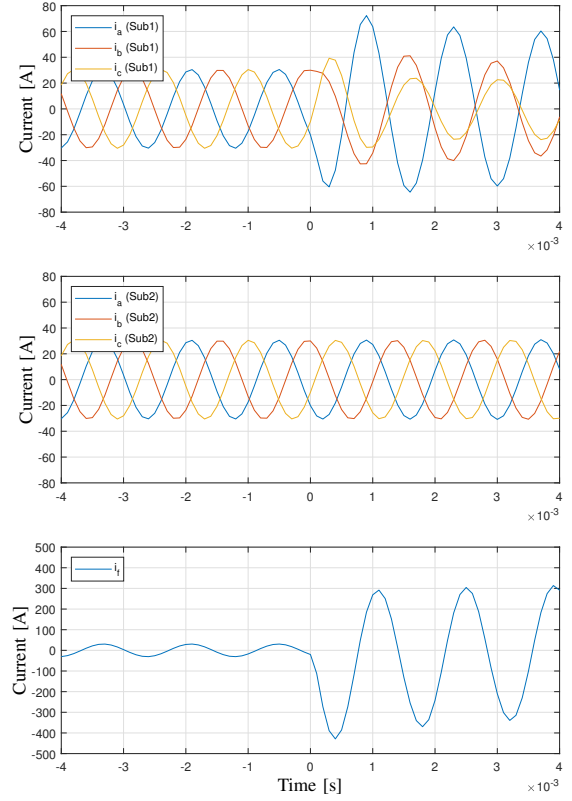 80
60
40
20
0
-20
-40
-60
-80
Current [A]
i_a (Sub1)
i_b (Sub1)
i_c (Sub1)
-4 -3 -2 -1 0 1 2 3 4
×10^-3
80
60
40
20
0
-20
-40
-60
-80
Current [A]
i_a (Sub2)
i_b (Sub2)
i_c (Sub2)
-4 -3 -2 -1 0 1 2 3 4
×10^-3
500
400
300
200
100
0
-100
-200
-300
-400
-500
Current [A]
i_f
-4 -3 -2 -1 0 1 2 3 4
Time [s]
×10^-3